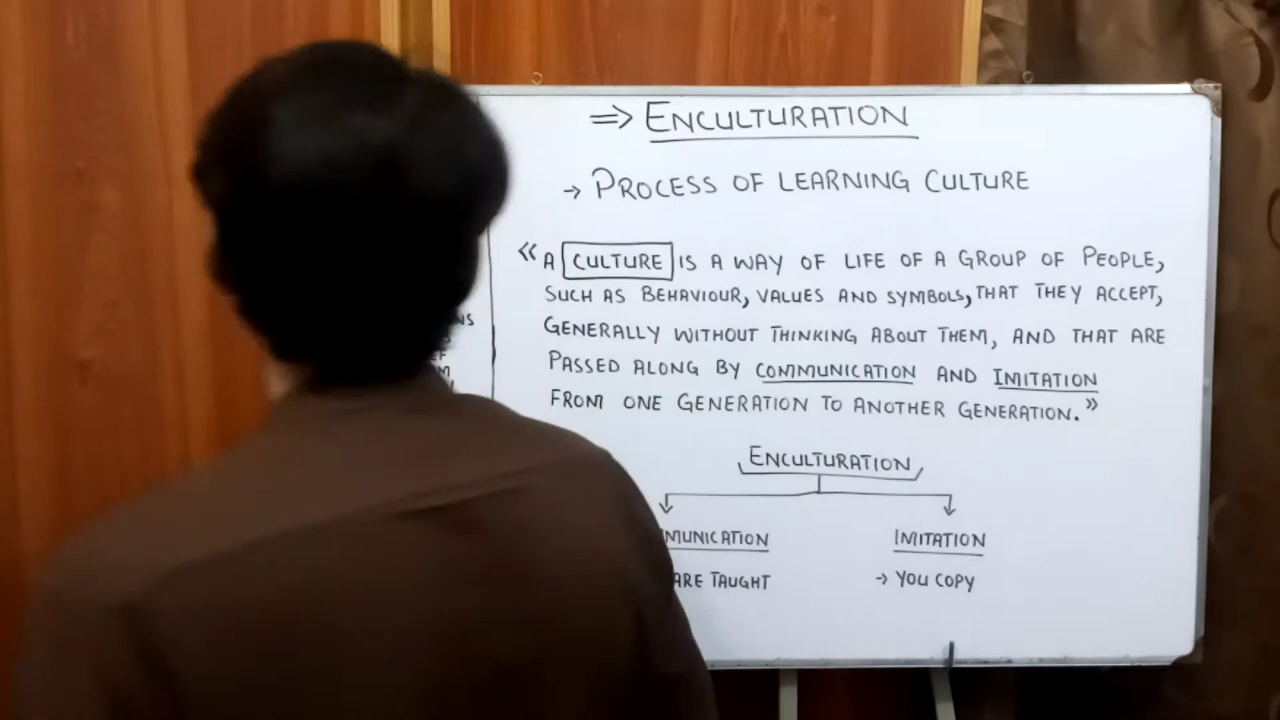 ⇒ ENCULTURATION
→ PROCESS OF LEARNING CULTURE
“ A CULTURE IS A WAY OF LIFE OF A GROUP OF PEOPLE,
SUCH AS BEHAVIOUR, VALUES AND SYMBOLS, THAT THEY ACCEPT,
GENERALLY WITHOUT THINKING ABOUT THEM, AND THAT ARE
PASSED ALONG BY COMMUNICATION AND IMITATION
FROM ONE GENERATION TO ANOTHER GENERATION. ”
ENCULTURATION
MUNICATION IMITATION
ARE TAUGHT → YOU COPY